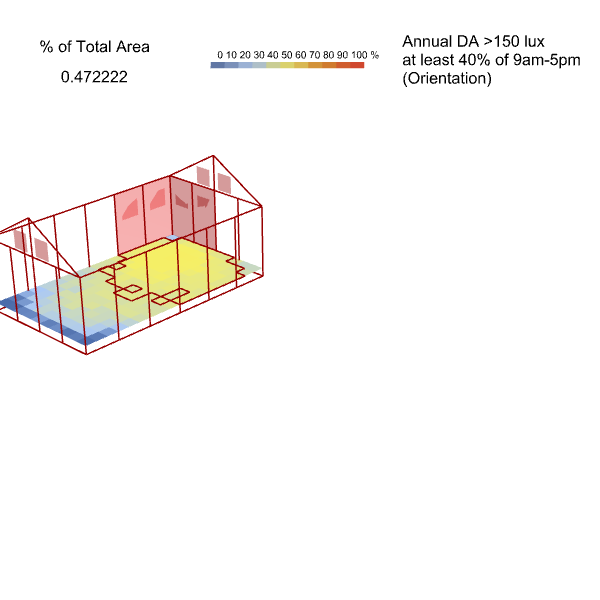 % of Total Area
0.472222
0 10 20 30 40 50 60 70 80 90 100 %
Annual DA >150 lux
at least 40% of 9am-5pm
(Orientation)